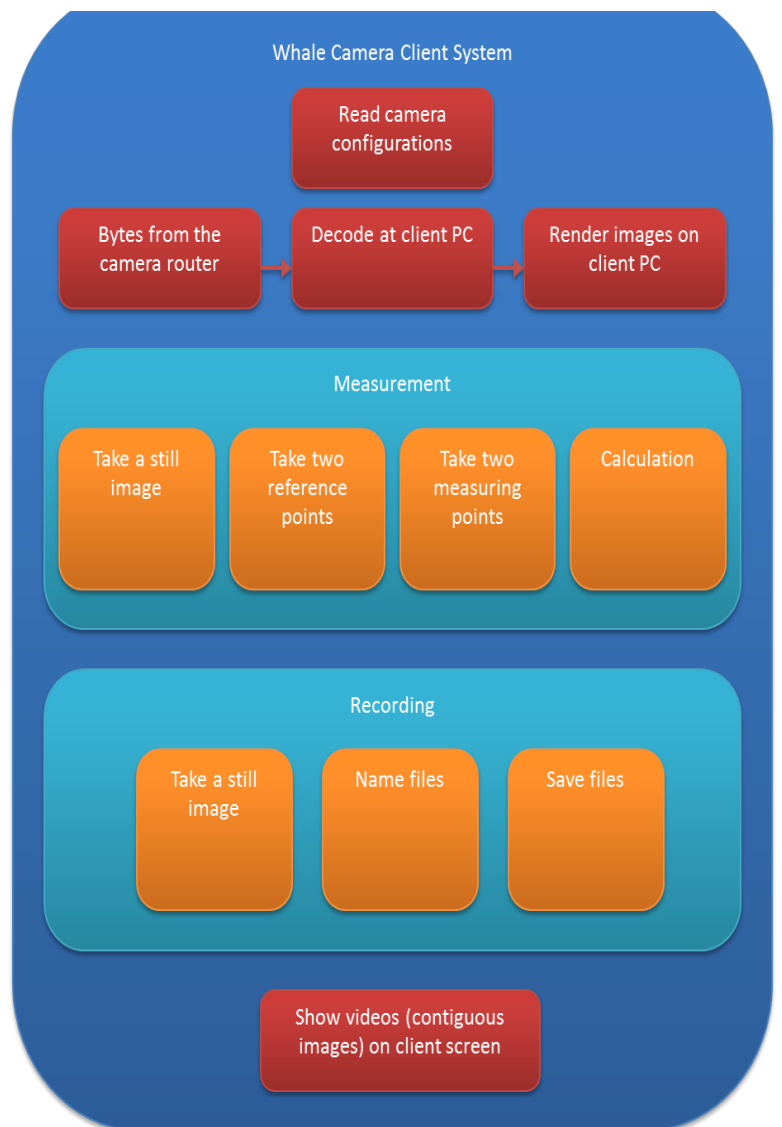 Whale Camera Client System
Read camera
configurations
Bytes from the
camera router
Decode at client PC
Render images on
client PC
Measurement
Take a still
image
Take two
reference
points
Take two
measuring
points
Calculation
Recording
Take a still
image
Name files
Save files
Show videos (contiguous
images) on client screen